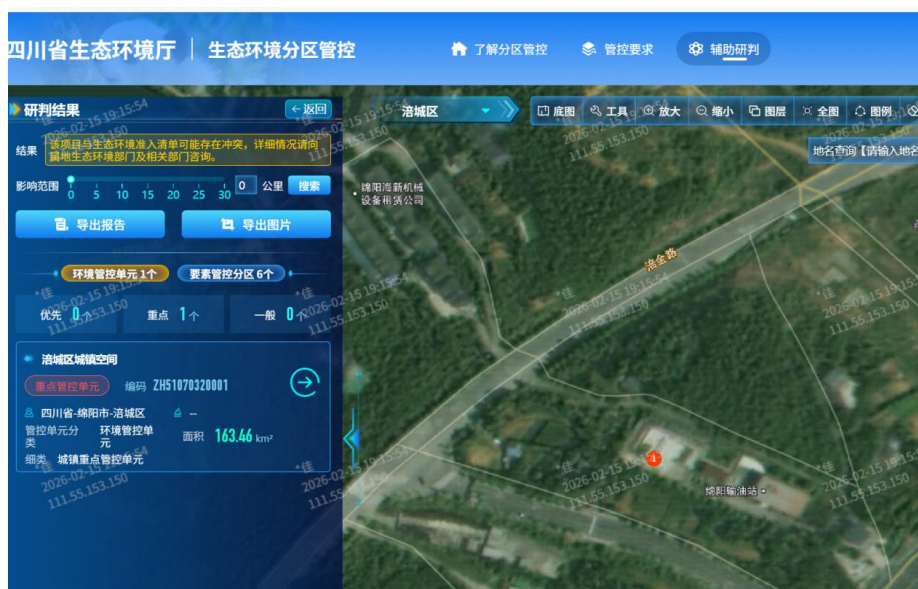 四川省生态环境厅 | 生态环境分区管控
了解分区管控 管控要求 辅助研判
研判结果 ←返回
结果 该项目与生态环境准入清单可能存在冲突，详细情况请向
属地生态环境部门及相关部门咨询。
影响范围 0 5 10 15 20 25 30 0 公里 搜索
导出报告 导出图片
环境管控单元 1个 要素管控分区 6个
优先 0个 重点 1个 一般 0个
涪城区城镇空间
重点管控单元 编码 ZH51070320001
四川省-绵阳市-涪城区 --
管控单元分类 环境管控单元 面积 163.46 km²
细类 城镇重点管控单元
涪城区 底图 工具 放大 缩小 图层 全图 图例
地名查询【请输入地名
绵阳海新机械
设备租赁公司
涪金路
1
绵阳输油站
*佳
2026-02-15 19:15:54
111.55.153.150